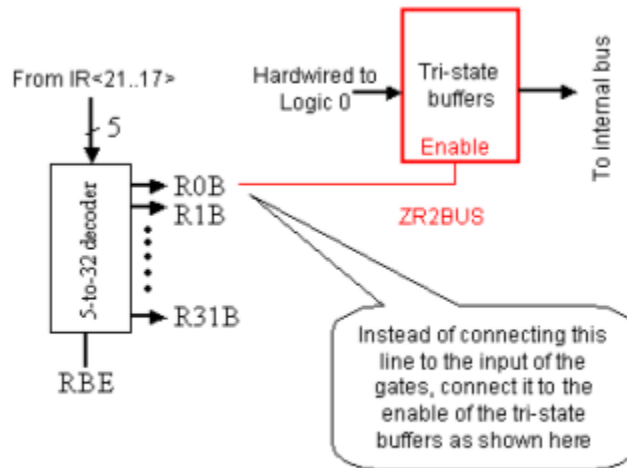 From IR<21..17>
5
5-to-32 decoder
R0B
R1B
R31B
RBE
Hardwired to
Logic 0
Tri-state
buffers
Enable
To internal bus
ZR2BUS
Instead of connecting this
line to the input of the
gates, connect it to the
enable of the tri-state
buffers as shown here